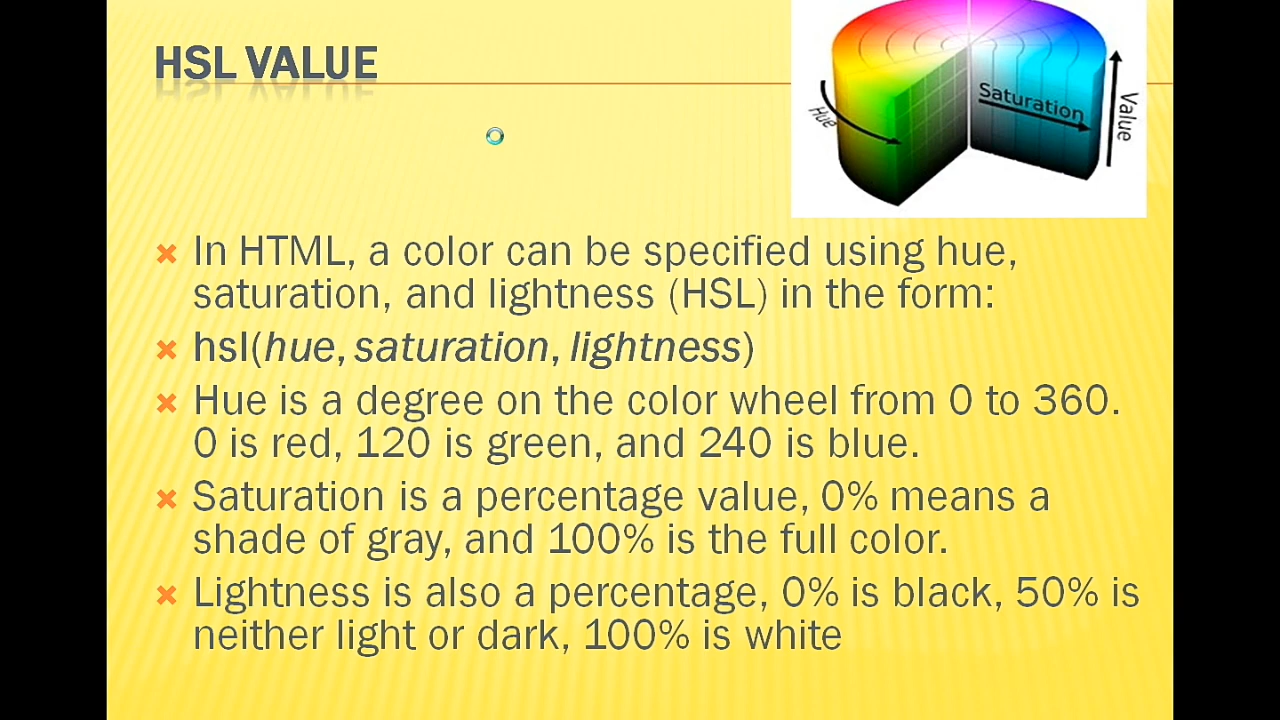 HSL VALUE
Hue
Saturation
Value
In HTML, a color can be specified using hue,
saturation, and lightness (HSL) in the form:
hsl(hue, saturation, lightness)
Hue is a degree on the color wheel from 0 to 360.
0 is red, 120 is green, and 240 is blue.
Saturation is a percentage value, 0% means a
shade of gray, and 100% is the full color.
Lightness is also a percentage, 0% is black, 50% is
neither light or dark, 100% is white